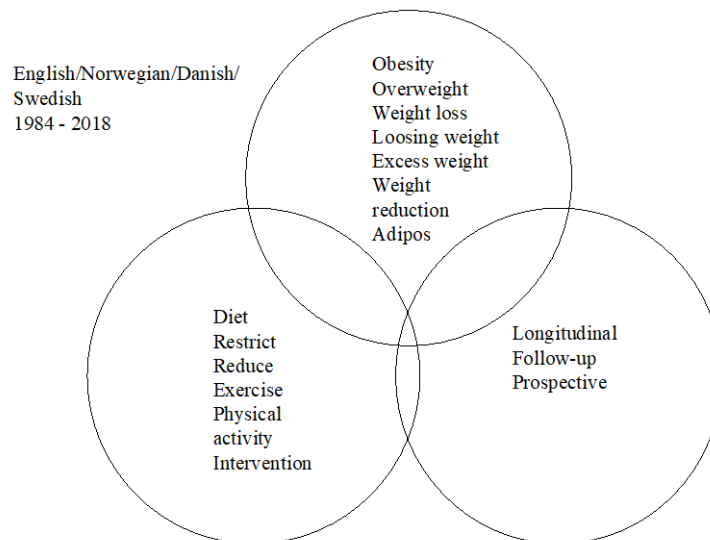 English/Norwegian/Danish/
Swedish
1984 - 2018
Obesity
Overweight
Weight loss
Loosing weight
Excess weight
Weight
reduction
Adipos
Diet
Restrict
Reduce
Exercise
Physical
activity
Intervention
Longitudinal
Follow-up
Prospective